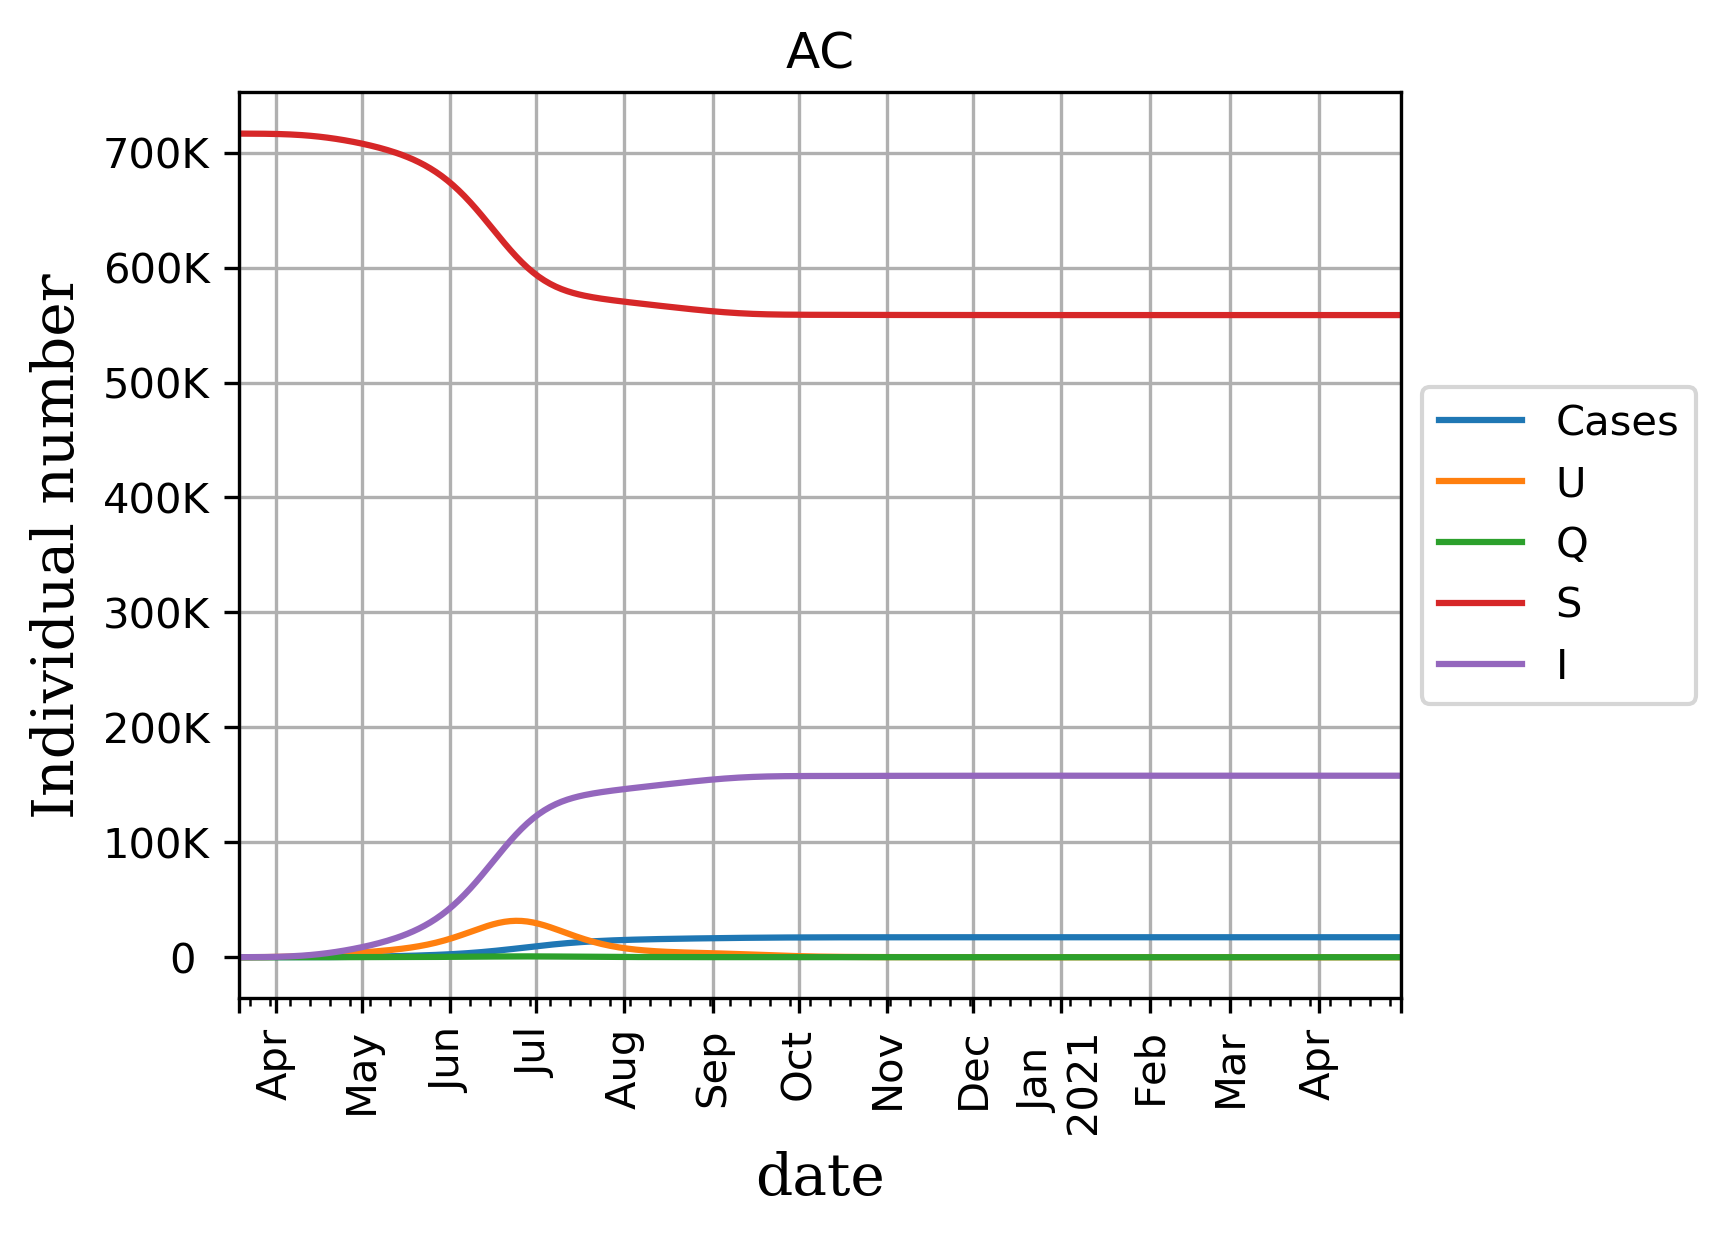 AC
Individual number
700K
600K
500K
400K
300K
200K
100K
0
Cases
U
Q
S
I
Apr
May
Jun
Jul
Aug
Sep
Oct
Nov
Dec
Jan
2021
Feb
Mar
Apr
date